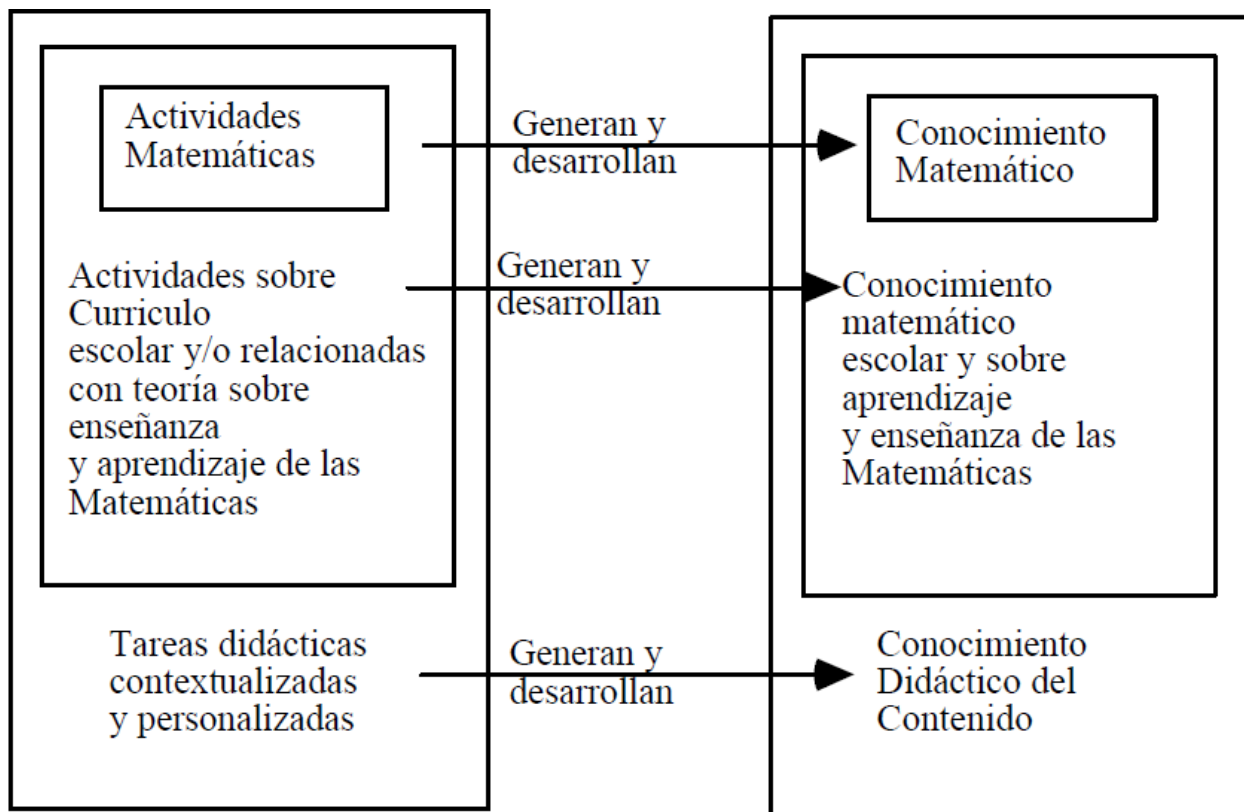 Actividades
Matemáticas
Generan y
desarrollan
Conocimiento
Matemático
Actividades sobre
Curriculo
escolar y/o relacionadas
con teoría sobre
enseñanza
y aprendizaje de las
Matemáticas
Generan y
desarrollan
Conocimiento
matemático
escolar y sobre
aprendizaje
y enseñanza de las
Matemáticas
Tareas didácticas
contextualizadas
y personalizadas
Generan y
desarrollan
Conocimiento
Didáctico del
Contenido